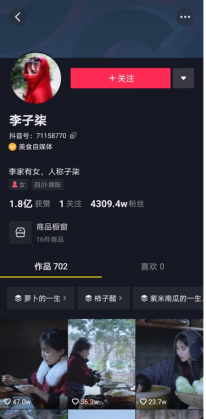 +关注
李子柒
抖音号：71158770
美食自媒体
李家有女，人称子柒
女
四川·绵阳
1.8亿 获赞 1 关注 4309.4w 粉丝
商品橱窗
16件商品
作品 702
喜欢 0
萝卜的一生 >
柿子醋 >
紫米南瓜的一生
47.0w
36.3w
23.7w